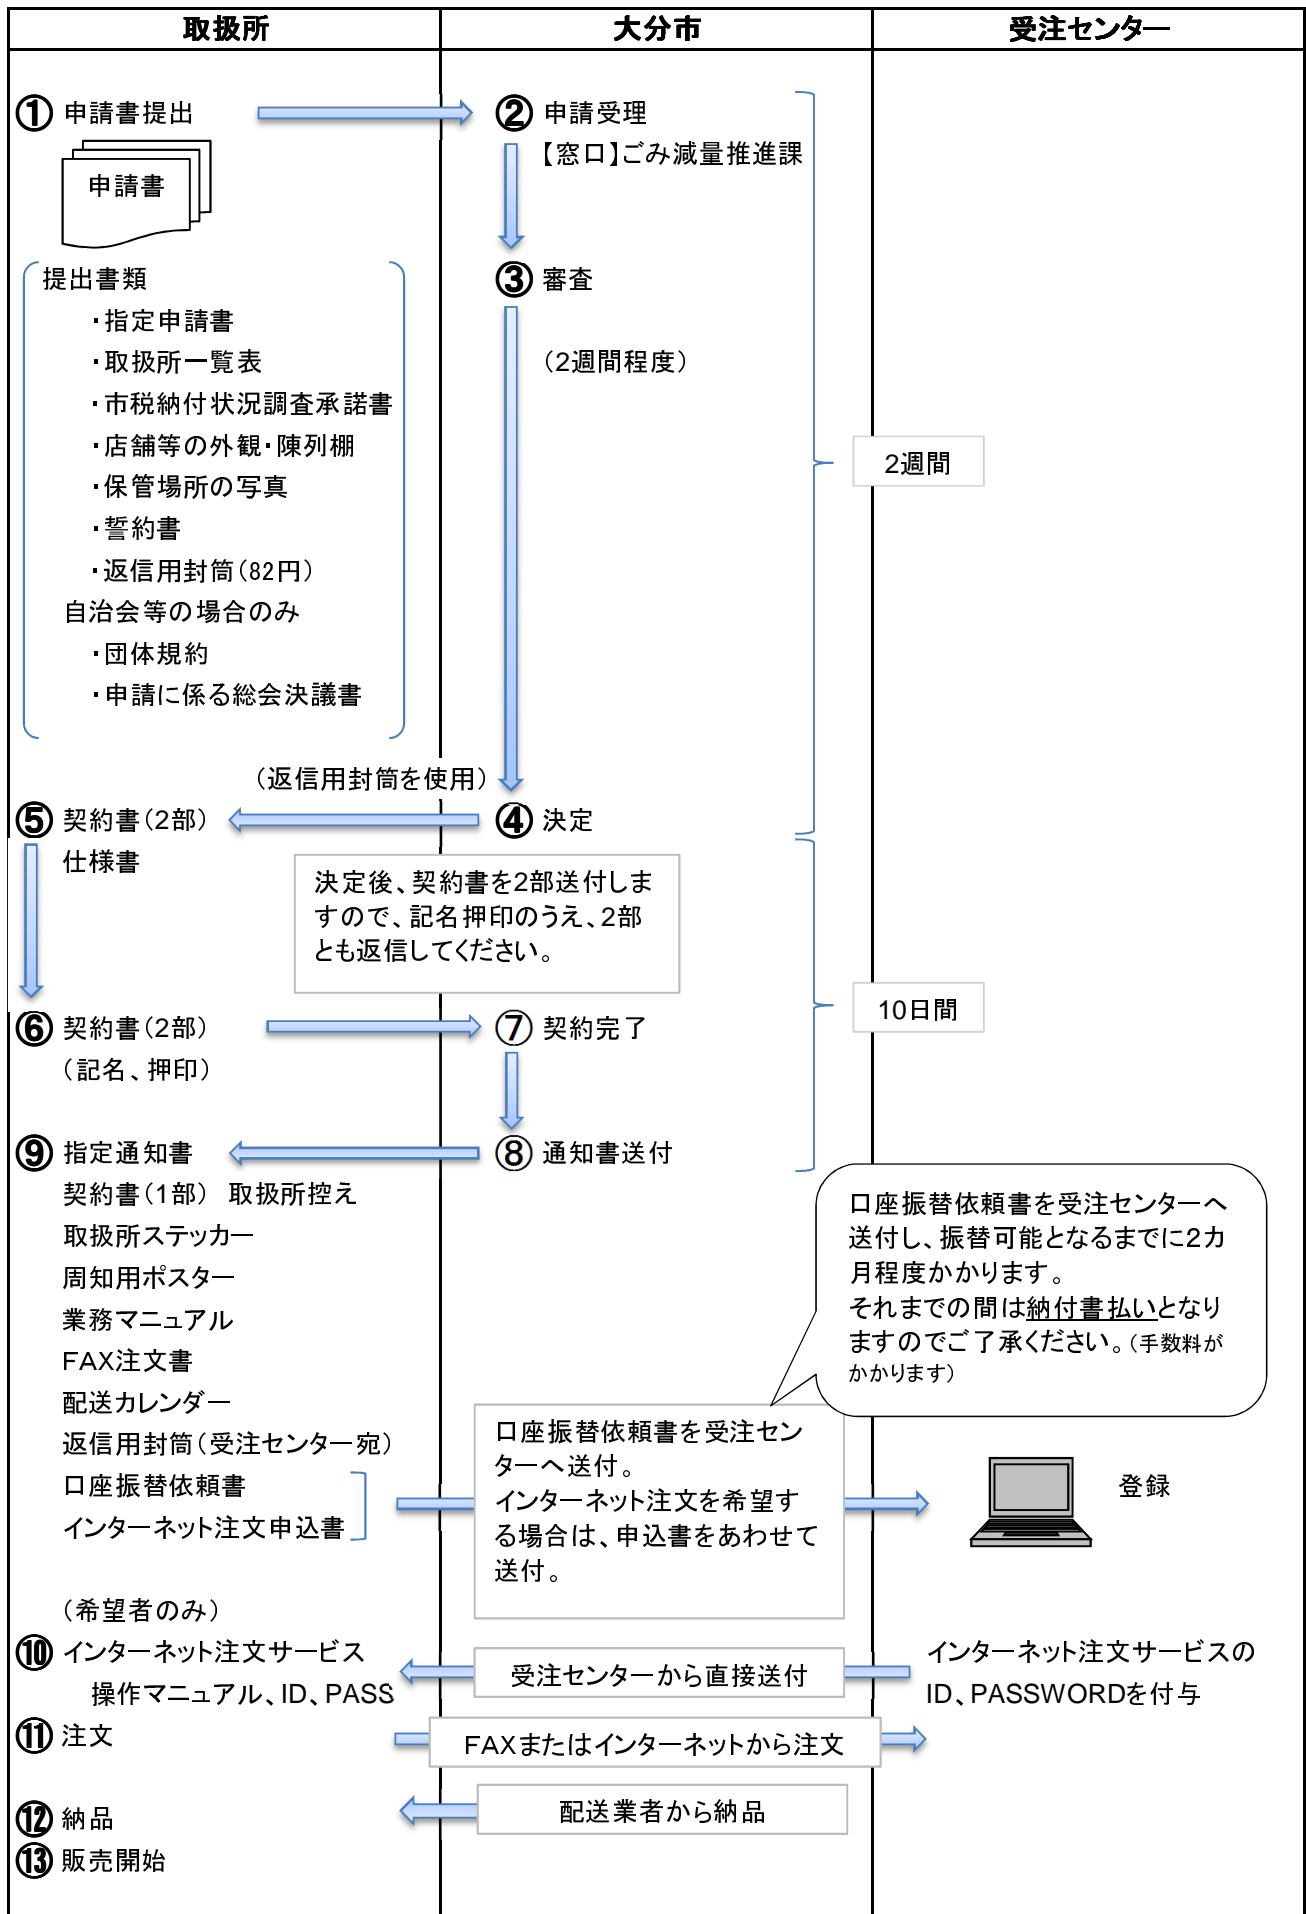 取扱所
大分市
受注センター
① 申請書提出
申請書
② 申請受理
【窓口】ごみ減量推進課
提出書類
・指定申請書
・取扱所一覧表
・市税納付状況調査承諾書
・店舗等の外観・陳列棚
・保管場所の写真
・誓約書
・返信用封筒（82円）
自治会等の場合のみ
・団体規約
・申請に係る総会決議書
③ 審査
（2週間程度）
2週間
（返信用封筒を使用）
④ 決定
⑤ 契約書（2部）
仕様書
決定後、契約書を2部送付しま
すので、記名押印のうえ、2部
とも返信してください。
10日間
⑥ 契約書（2部）
（記名、押印）
⑦ 契約完了
⑧ 通知書送付
⑨ 指定通知書
契約書（1部） 取扱所控え
取扱所ステッカー
周知用ポスター
業務マニュアル
FAX注文書
配送カレンダー
返信用封筒（受注センター宛）
口座振替依頼書
インターネット注文申込書
口座振替依頼書を受注センターへ
送付し、振替可能となるまでに2カ
月程度かかります。
それまでの間は納付書払いとなり
ますのでご了承ください。（手数料が
かかります）
口座振替依頼書を受注セン
ターへ送付。
インターネット注文を希望す
る場合は、申込書をあわせて
送付。
登録
（希望者のみ）
⑩ インターネット注文サービス
操作マニュアル、ID、PASS
受注センターから直接送付
インターネット注文サービスの
ID、PASSWORDを付与
⑪ 注文
FAXまたはインターネットから注文
⑫ 納品
配送業者から納品
⑬ 販売開始